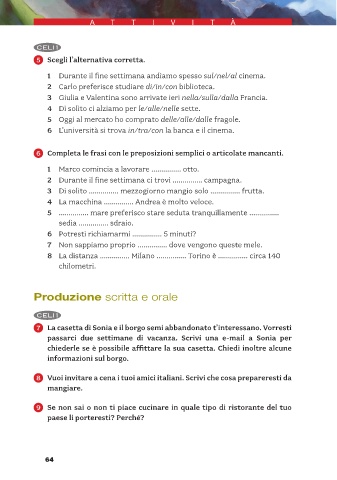 ATTIVITÀ
CELI 1
5 Scegli l'alternativa corretta.
1 Durante il fine settimana andiamo spesso sul/nel/al cinema.
2 Carlo preferisce studiare di/in/con biblioteca.
3 Giulia e Valentina sono arrivate ieri nella/sulla/dalla Francia.
4 Di solito ci alziamo per le/alle/nelle sette.
5 Oggi al mercato ho comprato delle/alle/dalle fragole.
6 L'università si trova in/tra/con la banca e il cinema.
6 Completa le frasi con le preposizioni semplici o articolate mancanti.
1 Marco comincia a lavorare ............... otto.
2 Durante il fine settimana ci trovi ............... campagna.
3 Di solito ............... mezzogiorno mangio solo ............... frutta.
4 La macchina ............... Andrea è molto veloce.
5 ............... mare preferisco stare seduta tranquillamente ...............
sedia ............... sdraio.
6 Potresti richiamarmi ............... 5 minuti?
7 Non sappiamo proprio ............... dove vengono queste mele.
8 La distanza ............... Milano ............... Torino è ............... circa 140
chilometri.
Produzione scritta e orale
CELI 1
7 La casetta di Sonia e il borgo semi abbandonato t'interessano. Vorresti
passarci due settimane di vacanza. Scrivi una e-mail a Sonia per
chiederle se è possibile affittare la sua casetta. Chiedi inoltre alcune
informazioni sul borgo.
8 Vuoi invitare a cena i tuoi amici italiani. Scrivi che cosa prepareresti da
mangiare.
9 Se non sai o non ti piace cucinare in quale tipo di ristorante del tuo
paese li porteresti? Perché?
64